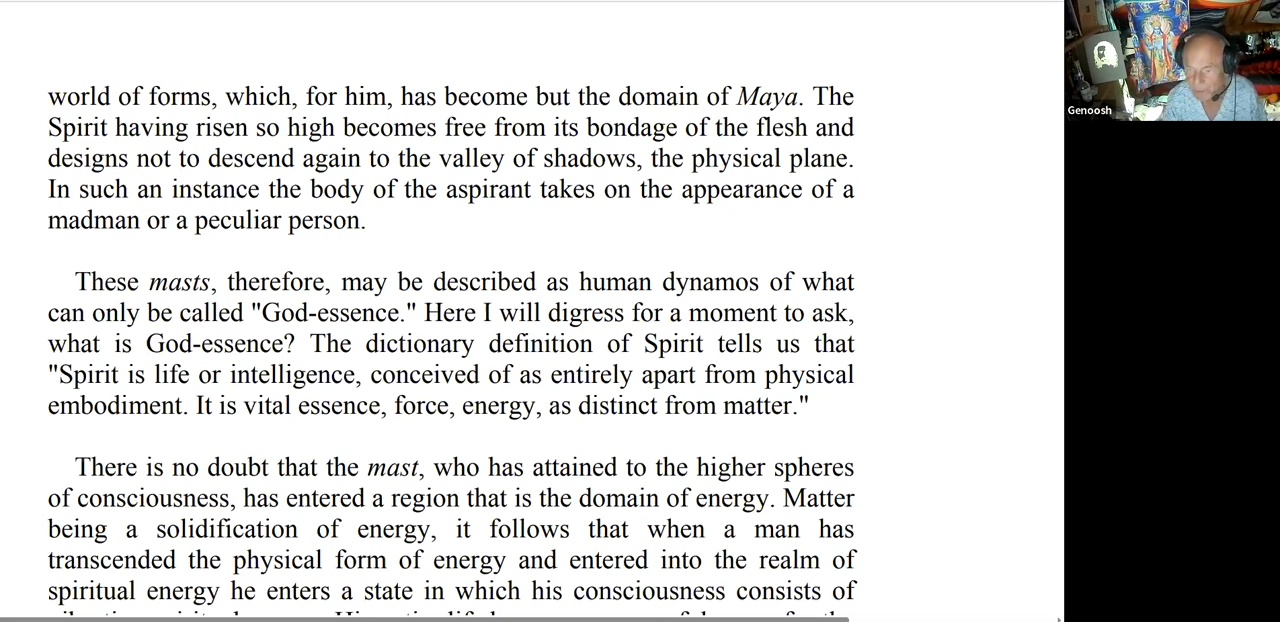 world of forms, which, for him, has become but the domain of Maya. The
Spirit having risen so high becomes free from its bondage of the flesh and
designs not to descend again to the valley of shadows, the physical plane.
In such an instance the body of the aspirant takes on the appearance of a
madman or a peculiar person.
These masts, therefore, may be described as human dynamos of what
can only be called "God-essence." Here I will digress for a moment to ask,
what is God-essence? The dictionary definition of Spirit tells us that
"Spirit is life or intelligence, conceived of as entirely apart from physical
embodiment. It is vital essence, force, energy, as distinct from matter."
There is no doubt that the mast, who has attained to the higher spheres
of consciousness, has entered a region that is the domain of energy. Matter
being a solidification of energy, it follows that when a man has
transcended the physical form of energy and entered into the realm of
spiritual energy he enters a state in which his consciousness consists of
Genoosh